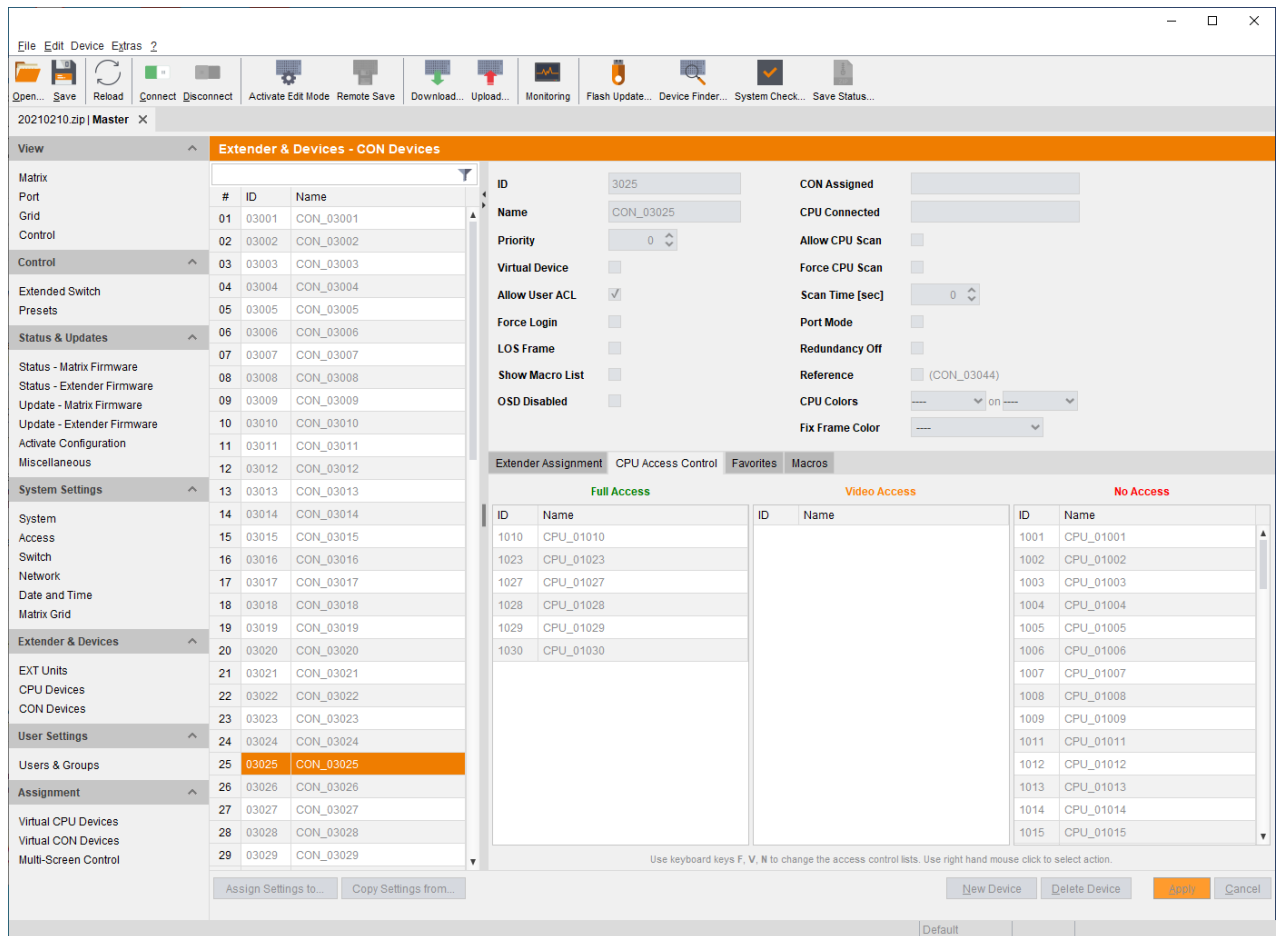 File Edit Device Extras ?
Open... Save Reload Connect Disconnect Activate Edit Mode Remote Save Download... Upload... Monitoring Flash Update... Device Finder... System Check... Save Status...
20210210.zip | Master
View
Matrix
Port
Grid
Control
Control
Extended Switch
Presets
Status & Updates
Status - Matrix Firmware
Status - Extender Firmware
Update - Matrix Firmware
Update - Extender Firmware
Activate Configuration
Miscellaneous
System Settings
System
Access
Switch
Network
Date and Time
Matrix Grid
Extender & Devices
EXT Units
CPU Devices
CON Devices
User Settings
Users & Groups
Assignment
Virtual CPU Devices
Virtual CON Devices
Multi-Screen Control
Extender & Devices - CON Devices
# ID Name
01 03001 CON_03001
02 03002 CON_03002
03 03003 CON_03003
04 03004 CON_03004
05 03005 CON_03005
06 03006 CON_03006
07 03007 CON_03007
08 03008 CON_03008
09 03009 CON_03009
10 03010 CON_03010
11 03011 CON_03011
12 03012 CON_03012
13 03013 CON_03013
14 03014 CON_03014
15 03015 CON_03015
16 03016 CON_03016
17 03017 CON_03017
18 03018 CON_03018
19 03019 CON_03019
20 03020 CON_03020
21 03021 CON_03021
22 03022 CON_03022
23 03023 CON_03023
24 03024 CON_03024
25 03025 CON_03025
26 03026 CON_03026
27 03027 CON_03027
28 03028 CON_03028
29 03029 CON_03029
ID 3025
Name CON_03025
Priority 0
Virtual Device
Allow User ACL
Force Login
LOS Frame
Show Macro List
OSD Disabled
CON Assigned
CPU Connected
Allow CPU Scan
Force CPU Scan
Scan Time [sec] 0
Port Mode
Redundancy Off
Reference (CON_03044)
CPU Colors ---- on ----
Fix Frame Color ----
Extender Assignment CPU Access Control Favorites Macros
Full Access
ID Name
1010 CPU_01010
1023 CPU_01023
1027 CPU_01027
1028 CPU_01028
1029 CPU_01029
1030 CPU_01030
Video Access
ID Name
No Access
ID Name
1001 CPU_01001
1002 CPU_01002
1003 CPU_01003
1004 CPU_01004
1005 CPU_01005
1006 CPU_01006
1007 CPU_01007
1008 CPU_01008
1009 CPU_01009
1011 CPU_01011
1012 CPU_01012
1013 CPU_01013
1014 CPU_01014
1015 CPU_01015
Use keyboard keys F, V, N to change the access control lists. Use right hand mouse click to select action.
Assign Settings to... Copy Settings from... New Device Delete Device Apply Cancel
Default